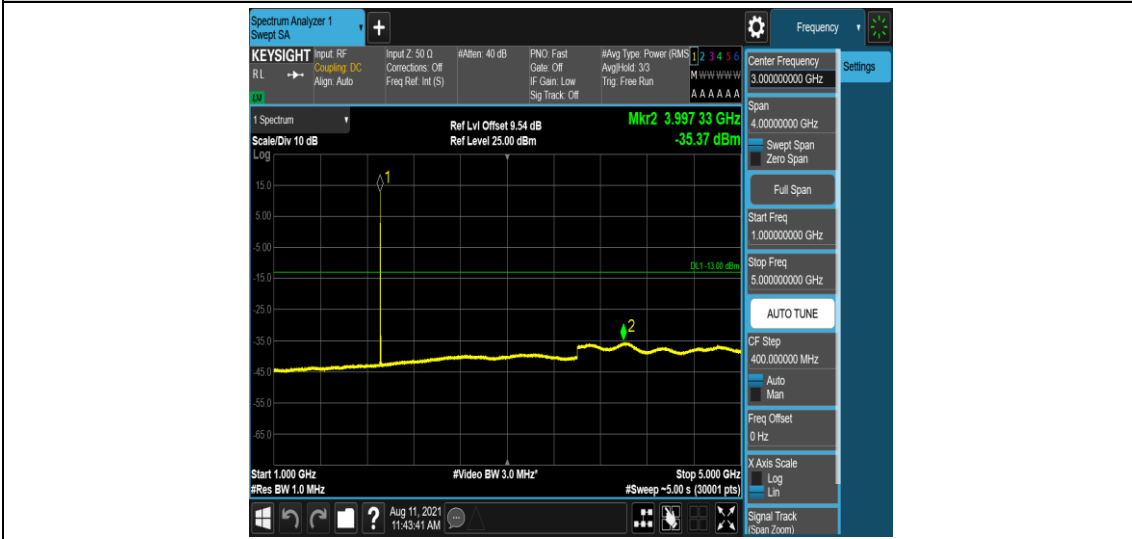 Spectrum Analyzer 1
Swept SA
+
Frequency
KEYSIGHT
RL
Input: RF
Coupling: DC
Align: Auto
Input Z: 50 Ω
Corrections: Off
Freq Ref: Int (S)
#Atten: 40 dB
PNO: Fast
Gate: Off
IF Gain: Low
Sig Track: Off
#Avg Type: Power (RMS
Avg|Hold: 3/3
Trig: Free Run
1 2 3 4 5 6
M W W W W W
A A A A A A
1 Spectrum
Scale/Div 10 dB
Log
Ref Lvl Offset 9.54 dB
Ref Level 25.00 dBm
Mkr2 3.997 33 GHz
-35.37 dBm
15.0
5.00
-5.00
-15.0
-25.0
-35.0
-45.0
-55.0
-65.0
1
2
DL1 -13.00 dBm
Start 1.000 GHz
#Res BW 1.0 MHz
#Video BW 3.0 MHz*
Stop 5.000 GHz
#Sweep ~5.00 s (30001 pts)
?
Aug 11, 2021
11:43:41 AM
Center Frequency
3.000000000 GHz
Settings
Span
4.00000000 GHz
Swept Span
Zero Span
Full Span
Start Freq
1.000000000 GHz
Stop Freq
5.000000000 GHz
AUTO TUNE
CF Step
400.000000 MHz
Auto
Man
Freq Offset
0 Hz
X Axis Scale
Log
Lin
Signal Track
(Span Zoom)